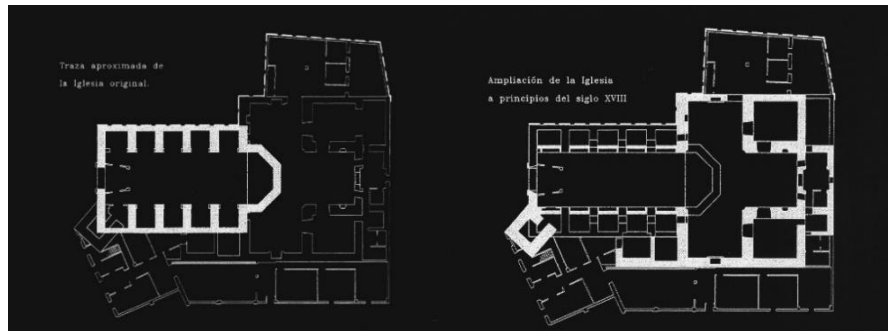 Traza aproximada de
la Iglesia original.
Ampliación de la Iglesia
a principios del siglo XVIII